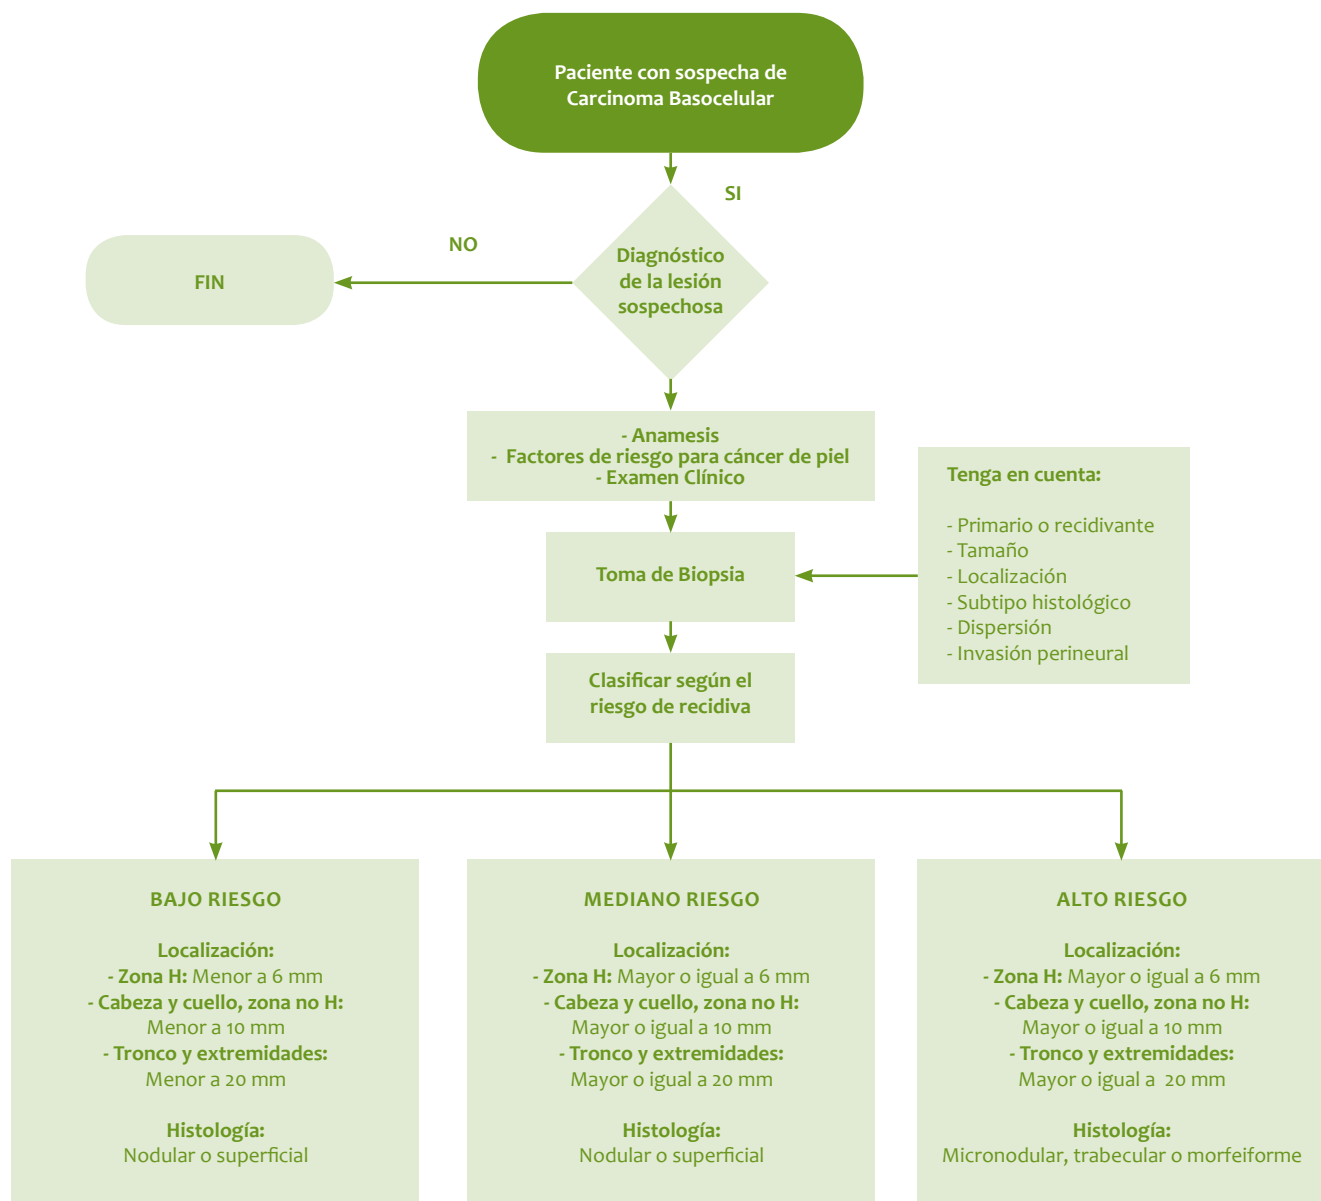 Paciente con sospecha de
Carcinoma Basocelular
SI
NO
Diagnóstico
de la lesión
sospechosa
FIN
- Anamesis
- Factores de riesgo para cáncer de piel
- Examen Clínico
Tenga en cuenta:
- Primario o recidivante
- Tamaño
- Localización
- Subtipo histológico
- Dispersión
- Invasión perineural
Toma de Biopsia
Clasificar según el
riesgo de recidiva
BAJO RIESGO
Localización:
- Zona H: Menor a 6 mm
- Cabeza y cuello, zona no H:
Menor a 10 mm
- Tronco y extremidades:
Menor a 20 mm
Histología:
Nodular o superficial
MEDIANO RIESGO
Localización:
- Zona H: Mayor o igual a 6 mm
- Cabeza y cuello, zona no H:
Mayor o igual a 10 mm
- Tronco y extremidades:
Mayor o igual a 20 mm
Histología:
Nodular o superficial
ALTO RIESGO
Localización:
- Zona H: Mayor o igual a 6 mm
- Cabeza y cuello, zona no H:
Mayor o igual a 10 mm
- Tronco y extremidades:
Mayor o igual a 20 mm
Histología:
Micronodular, trabecular o morfeiforme